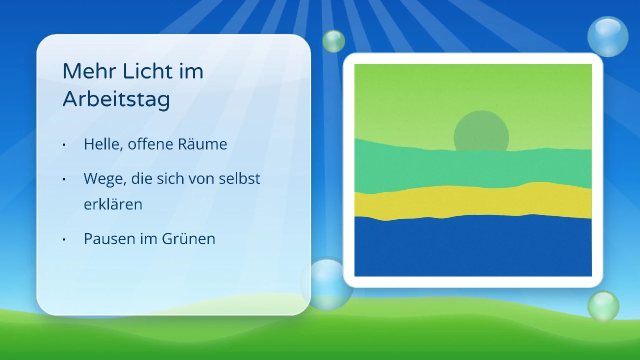 Mehr Licht im
Arbeitstag
· Helle, offene Räume
· Wege, die sich von selbst
erklären
· Pausen im Grünen